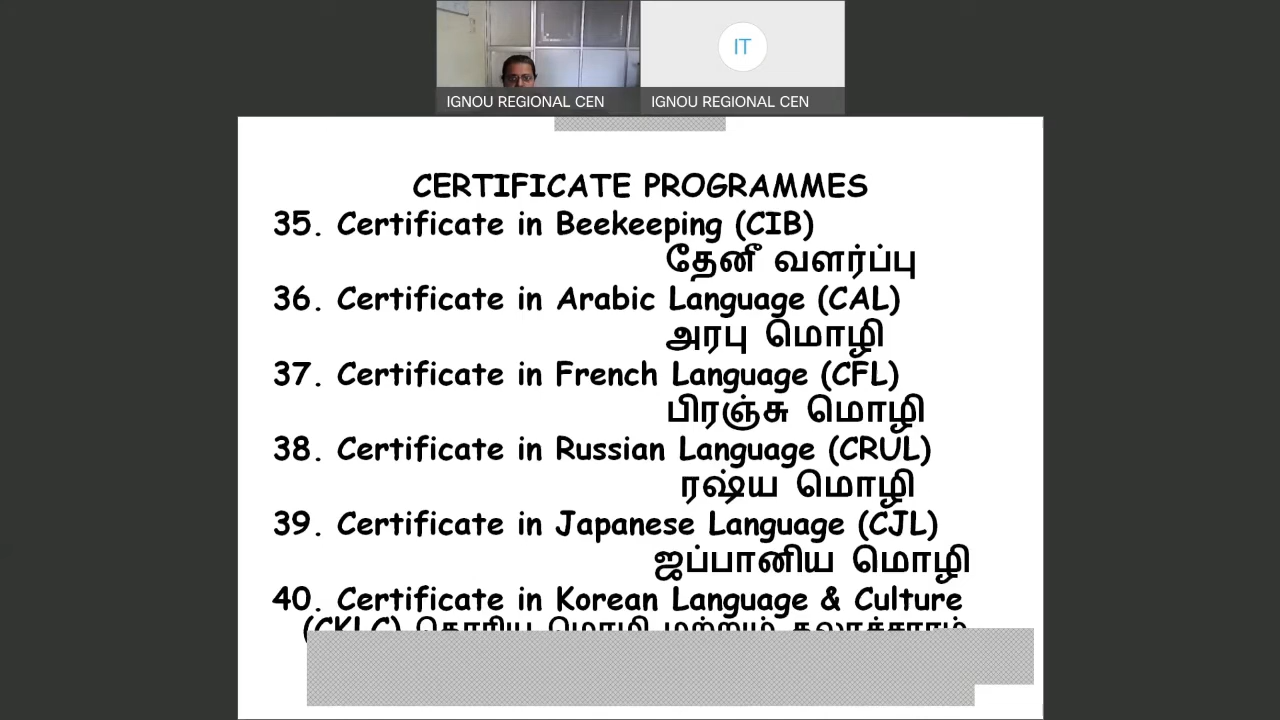 IT
IGNOU REGIONAL CEN
IGNOU REGIONAL CEN
CERTIFICATE PROGRAMMES
35. Certificate in Beekeeping (CIB)
தேனீ வளர்ப்பு
36. Certificate in Arabic Language (CAL)
அரபு மொழி
37. Certificate in French Language (CFL)
பிரஞ்சு மொழி
38. Certificate in Russian Language (CRUL)
ரஷ்ய மொழி
39. Certificate in Japanese Language (CJL)
ஜப்பானிய மொழி
40. Certificate in Korean Language & Culture
(CKLC) கொரிய மொழி மற்றும்